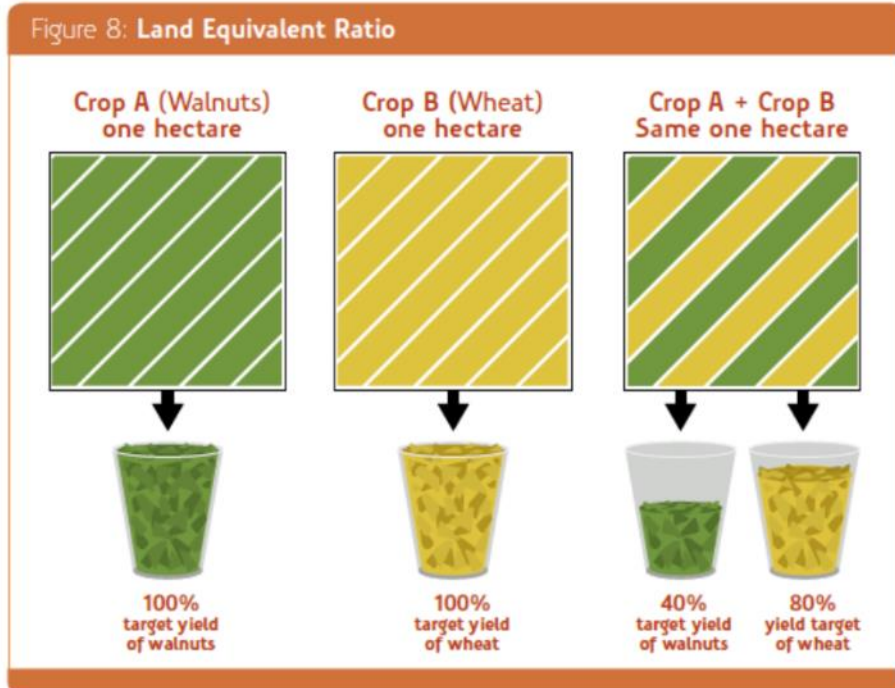 Figure 8: Land Equivalent Ratio
Crop A (Walnuts)
one hectare
Crop B (Wheat)
one hectare
Crop A + Crop B
Same one hectare
100%
target yield
of walnuts
100%
target yield
of wheat
40%
target yield
of walnuts
80%
yield target
of wheat